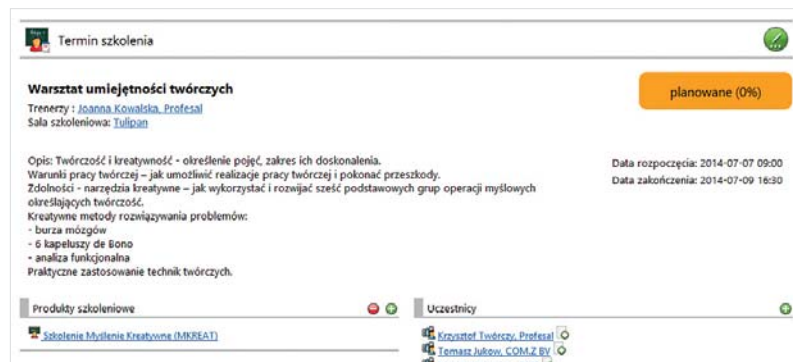 Termin szkolenia
Warsztat umiejętności twórczych
planowane (0%)
Trenerzy : Joanna Kowalska, Profesal
Sala szkoleniowa: Tulipan
Opis: Twórczość i kreatywność - określenie pojęć, zakres ich doskonalenia.
Warunki pracy twórczej – jak umożliwić realizacje pracy twórczej i pokonać przeszkody.
Zdolności - narzędzia kreatywne – jak wykorzystać i rozwijać sześć podstawowych grup operacji myślowych
określających twórczość.
Kreatywne metody rozwiązywania problemów:
- burza mózgów
- 6 kapeluszy de Bono
- analiza funkcjonalna
Praktyczne zastosowanie technik twórczych.
Data rozpoczęcia: 2014-07-07 09:00
Data zakończenia: 2014-07-09 16:30
Produkty szkoleniowe
Szkolenie Myślenie Kreatywne (MKREAT)
Uczestnicy
Krzysztof Twórczy, Profesal
Tomasz Jukow, COM.Z BV